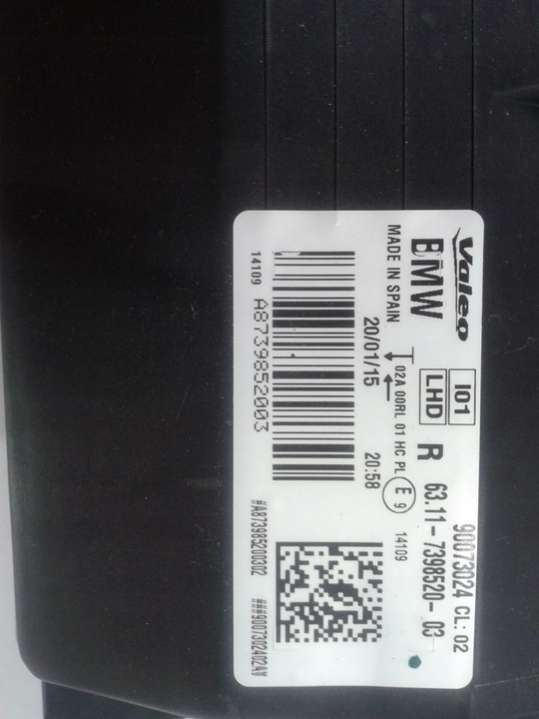 Valeo I01 90073024 CL: 02
BMW LHD R 63.11-7398520-03
MADE IN SPAIN 02A 00RL 01 HC PL E 9 14109
20/01/15 20:58
14109 A8739852003
#A873985200302
###9007302402AV